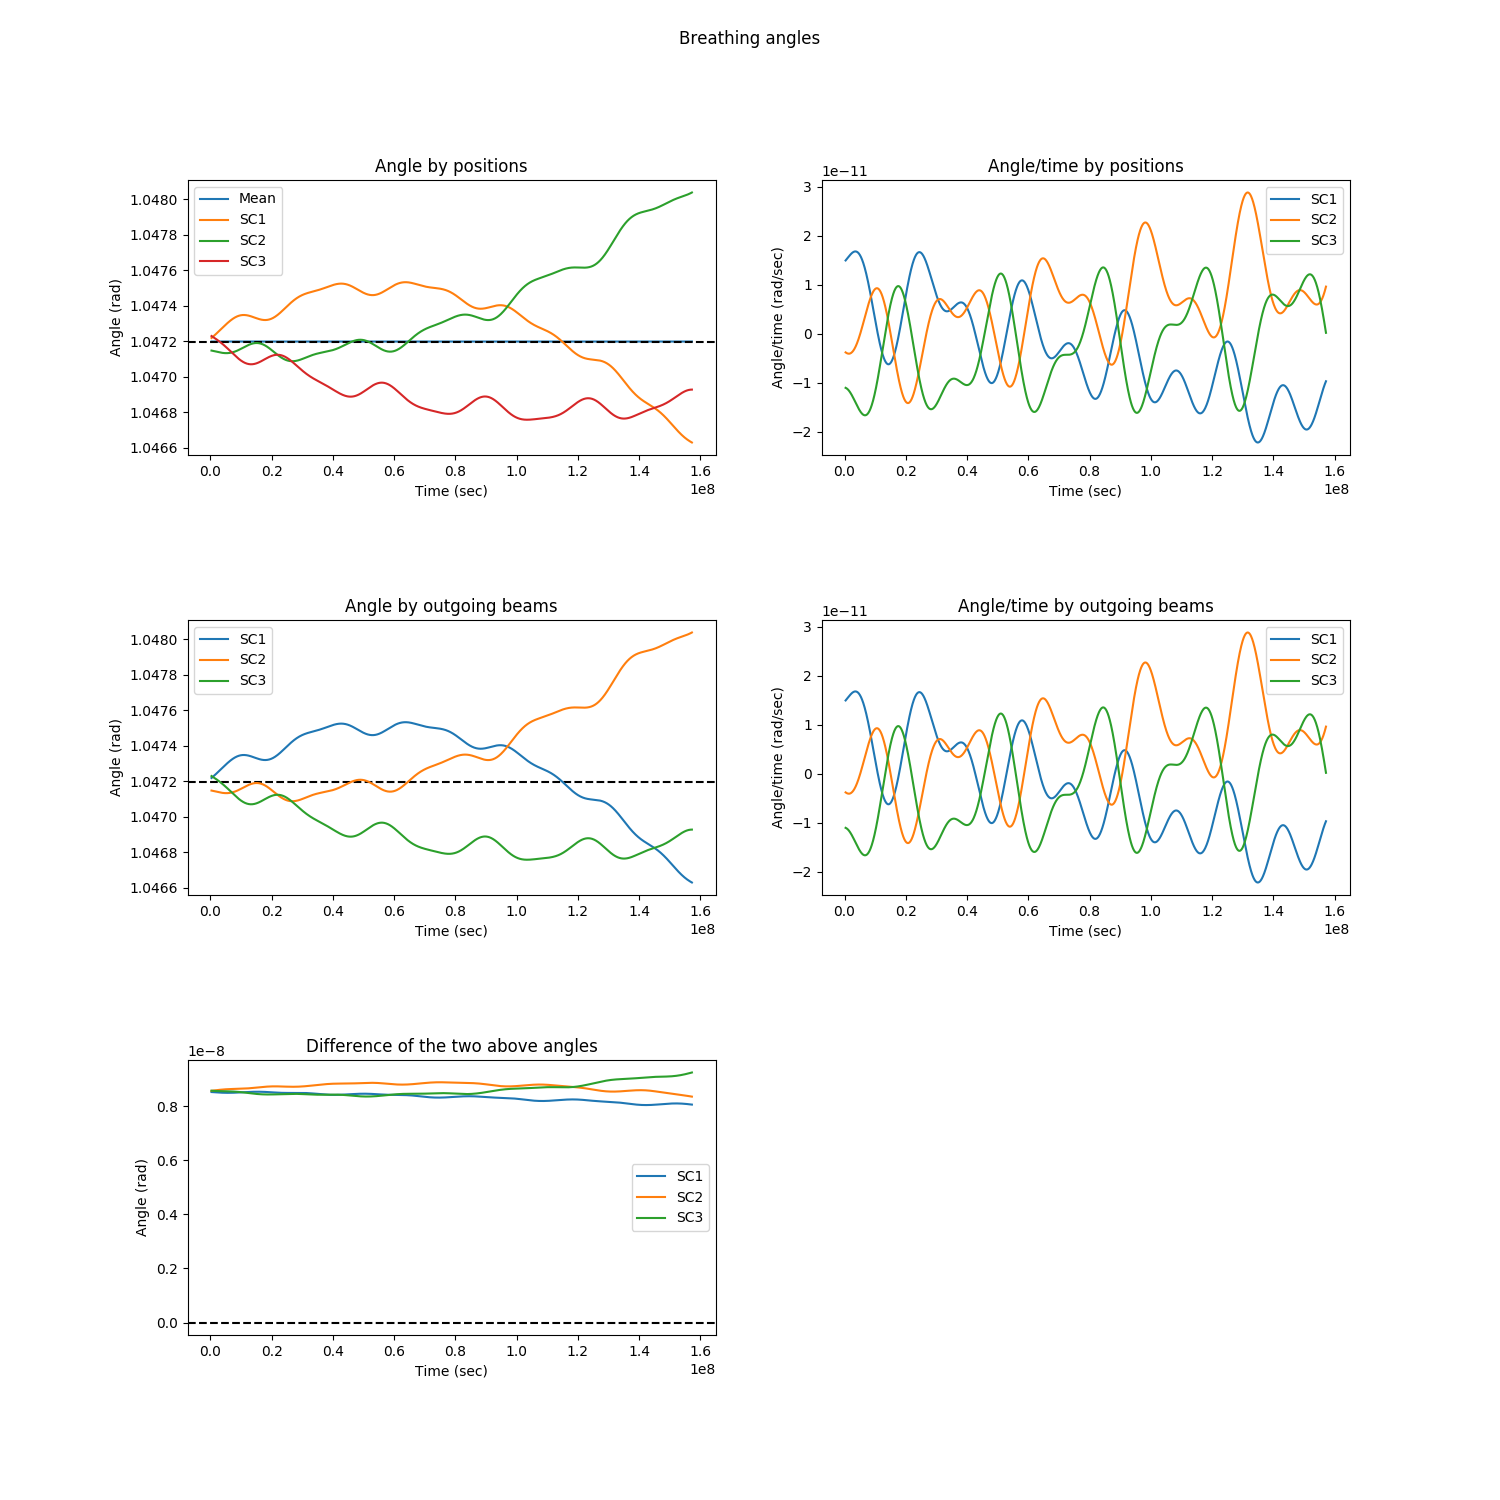 Breathing angles
Angle by positions
1.0480
1.0478
1.0476
1.0474
1.0472
1.0470
1.0468
1.0466
Angle (rad)
Mean
SC1
SC2
SC3
0.0 0.2 0.4 0.6 0.8 1.0 1.2 1.4 1.6
1e8
Time (sec)
Angle/time by positions
1e−11
3
2
1
0
−1
−2
Angle/time (rad/sec)
SC1
SC2
SC3
0.0 0.2 0.4 0.6 0.8 1.0 1.2 1.4 1.6
1e8
Time (sec)
Angle by outgoing beams
1.0480
1.0478
1.0476
1.0474
1.0472
1.0470
1.0468
1.0466
Angle (rad)
SC1
SC2
SC3
0.0 0.2 0.4 0.6 0.8 1.0 1.2 1.4 1.6
1e8
Time (sec)
Angle/time by outgoing beams
1e−11
3
2
1
0
−1
−2
Angle/time (rad/sec)
SC1
SC2
SC3
0.0 0.2 0.4 0.6 0.8 1.0 1.2 1.4 1.6
1e8
Time (sec)
Difference of the two above angles
1e−8
0.8
0.6
0.4
0.2
0.0
Angle (rad)
SC1
SC2
SC3
0.0 0.2 0.4 0.6 0.8 1.0 1.2 1.4 1.6
1e8
Time (sec)